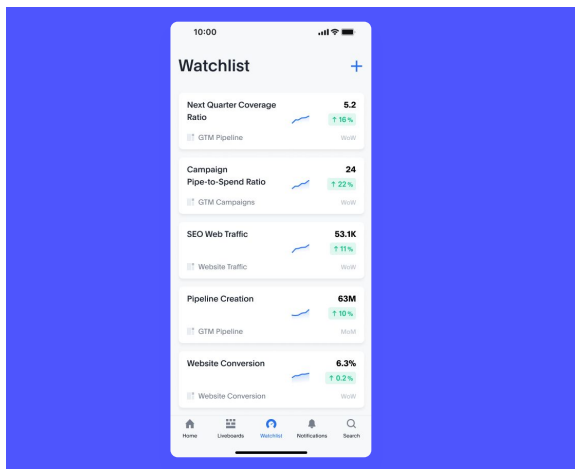 10:00
Watchlist
Next Quarter Coverage
Ratio
5.2
↑ 16%
GTM Pipeline
WoW
Campaign
Pipe-to-Spend Ratio
24
↑ 22%
GTM Campaigns
WoW
SEO Web Traffic
53.1K
↑ 11%
Website Traffic
WoW
Pipeline Creation
63M
↑ 10%
GTM Pipeline
MoM
Website Conversion
6.3%
↑ 0.2%
Website Conversion
WoW
Home Liveboards Watchlist Notifications Search